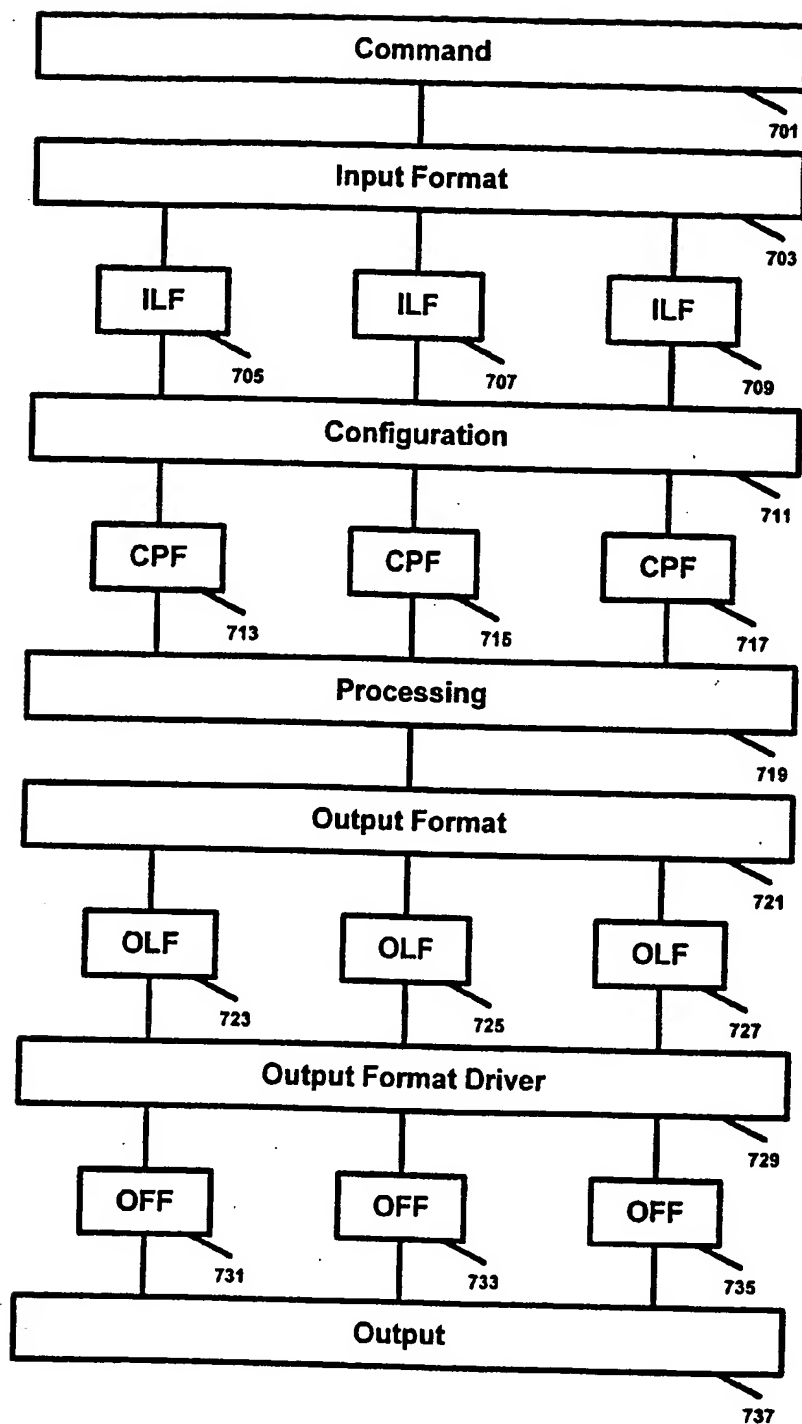 Command
701
Input Format
703
ILF ILF ILF
705 707 709
Configuration
711
CPF CPF CPF
713 715 717
Processing
719
Output Format
721
OLF OLF OLF
723 725 727
Output Format Driver
729
OFF OFF OFF
731 733 735
Output
737